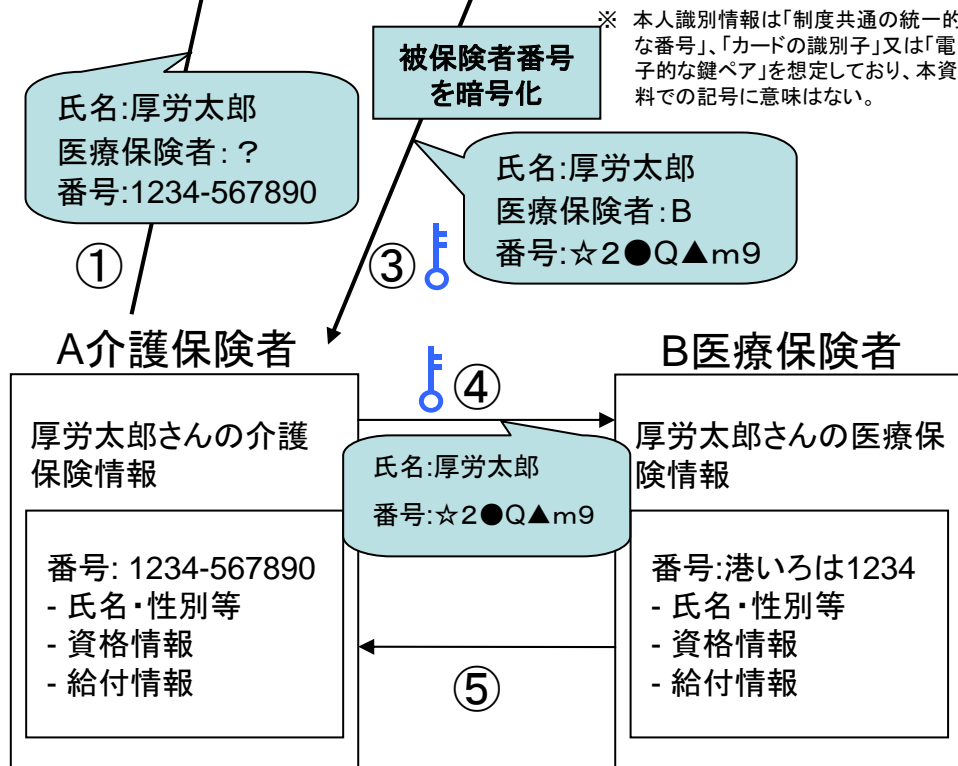 ※ 本人識別情報は「制度共通の統一的
な番号」、「カードの識別子」又は「電
子的な鍵ペア」を想定しており、本資
料での記号に意味はない。
被保険者番号
を暗号化
氏名:厚労太郎
医療保険者:?
番号:1234-567890
氏名:厚労太郎
医療保険者:B
番号:☆2●Q▲m9
①
③
A介護保険者
B医療保険者
④
厚労太郎さんの介護
保険情報
氏名:厚労太郎
番号:☆2●Q▲m9
厚労太郎さんの医療保
険情報
番号: 1234-567890
- 氏名・性別等
- 資格情報
- 給付情報
番号:港いろは1234
- 氏名・性別等
- 資格情報
- 給付情報
⑤